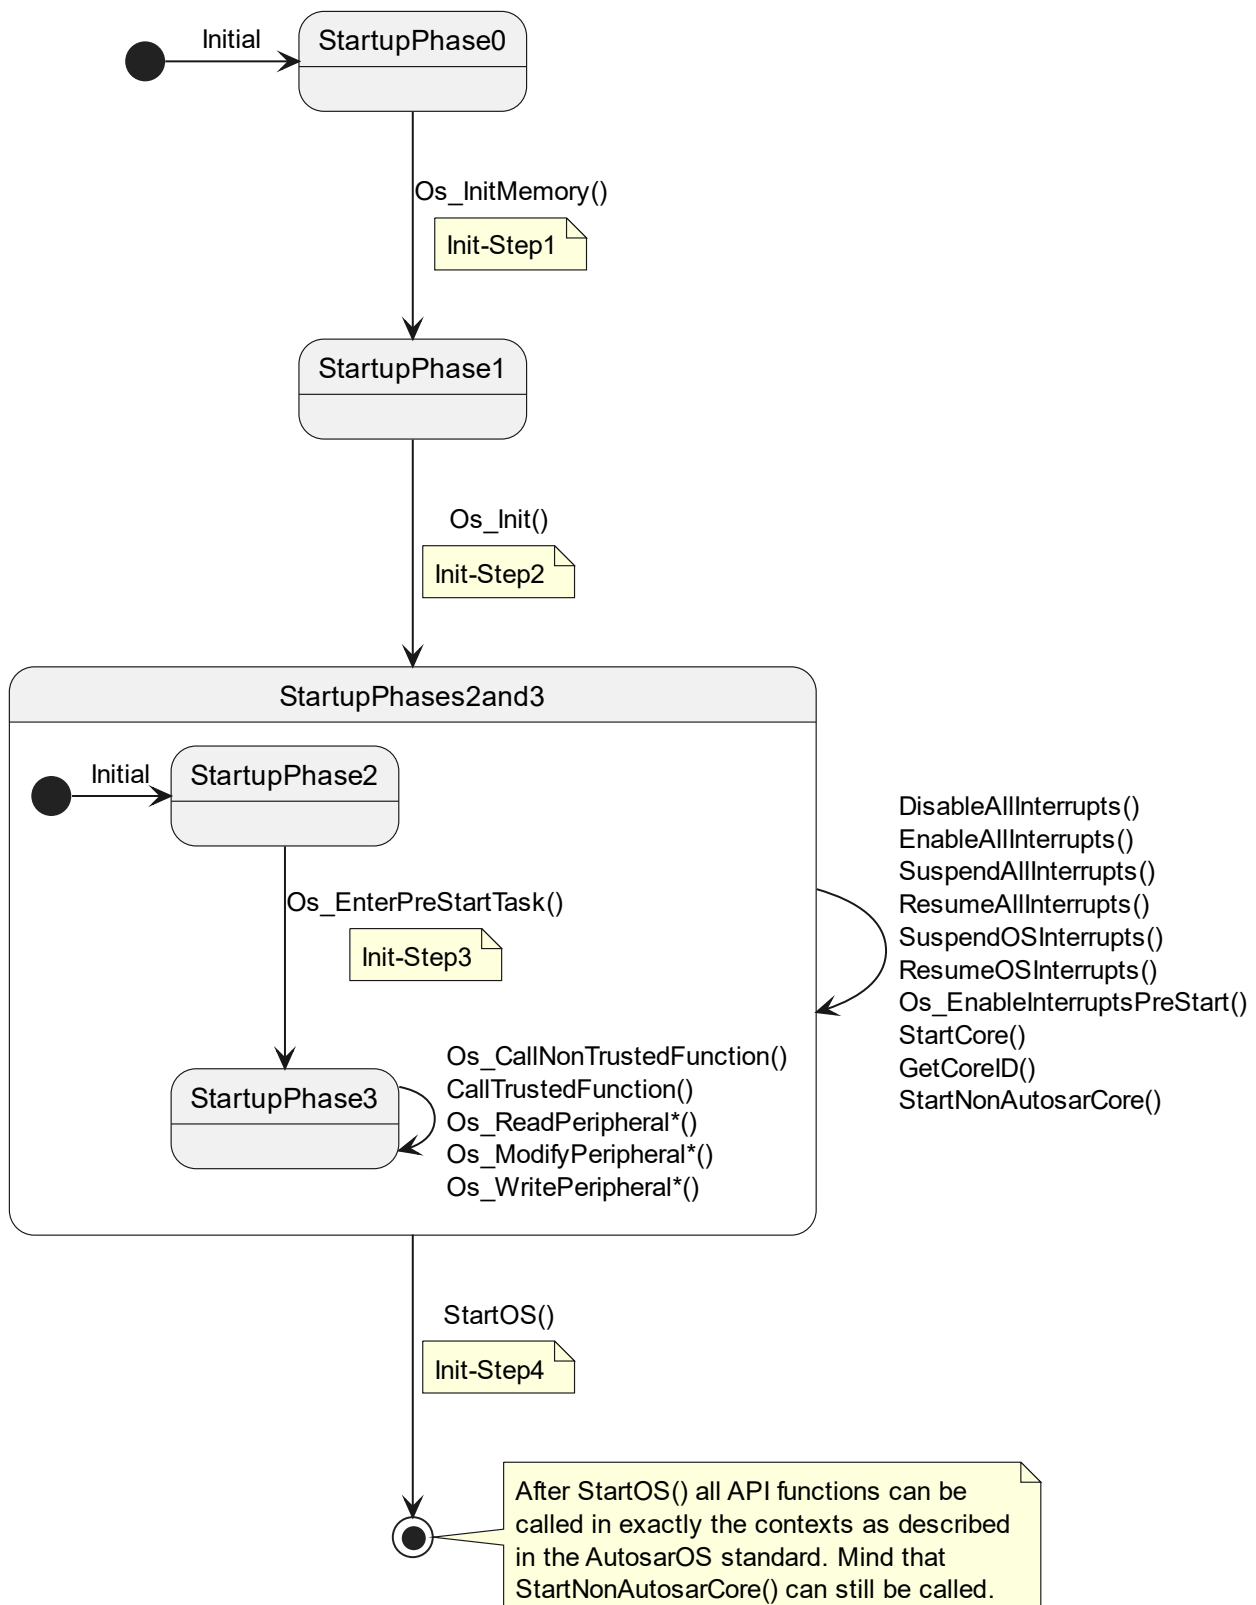 Initial
StartupPhase0
Os_InitMemory()
Init-Step1
StartupPhase1
Os_Init()
Init-Step2
StartupPhases2and3
Initial
StartupPhase2
Os_EnterPreStartTask()
Init-Step3
StartupPhase3
Os_CallNonTrustedFunction()
CallTrustedFunction()
Os_ReadPeripheral*()
Os_ModifyPeripheral*()
Os_WritePeripheral*()
DisableAllInterrupts()
EnableAllInterrupts()
SuspendAllInterrupts()
ResumeAllInterrupts()
SuspendOSInterrupts()
ResumeOSInterrupts()
Os_EnableInterruptsPreStart()
StartCore()
GetCoreID()
StartNonAutosarCore()
StartOS()
Init-Step4
After StartOS() all API functions can be
called in exactly the contexts as described
in the AutosarOS standard. Mind that
StartNonAutosarCore() can still be called.